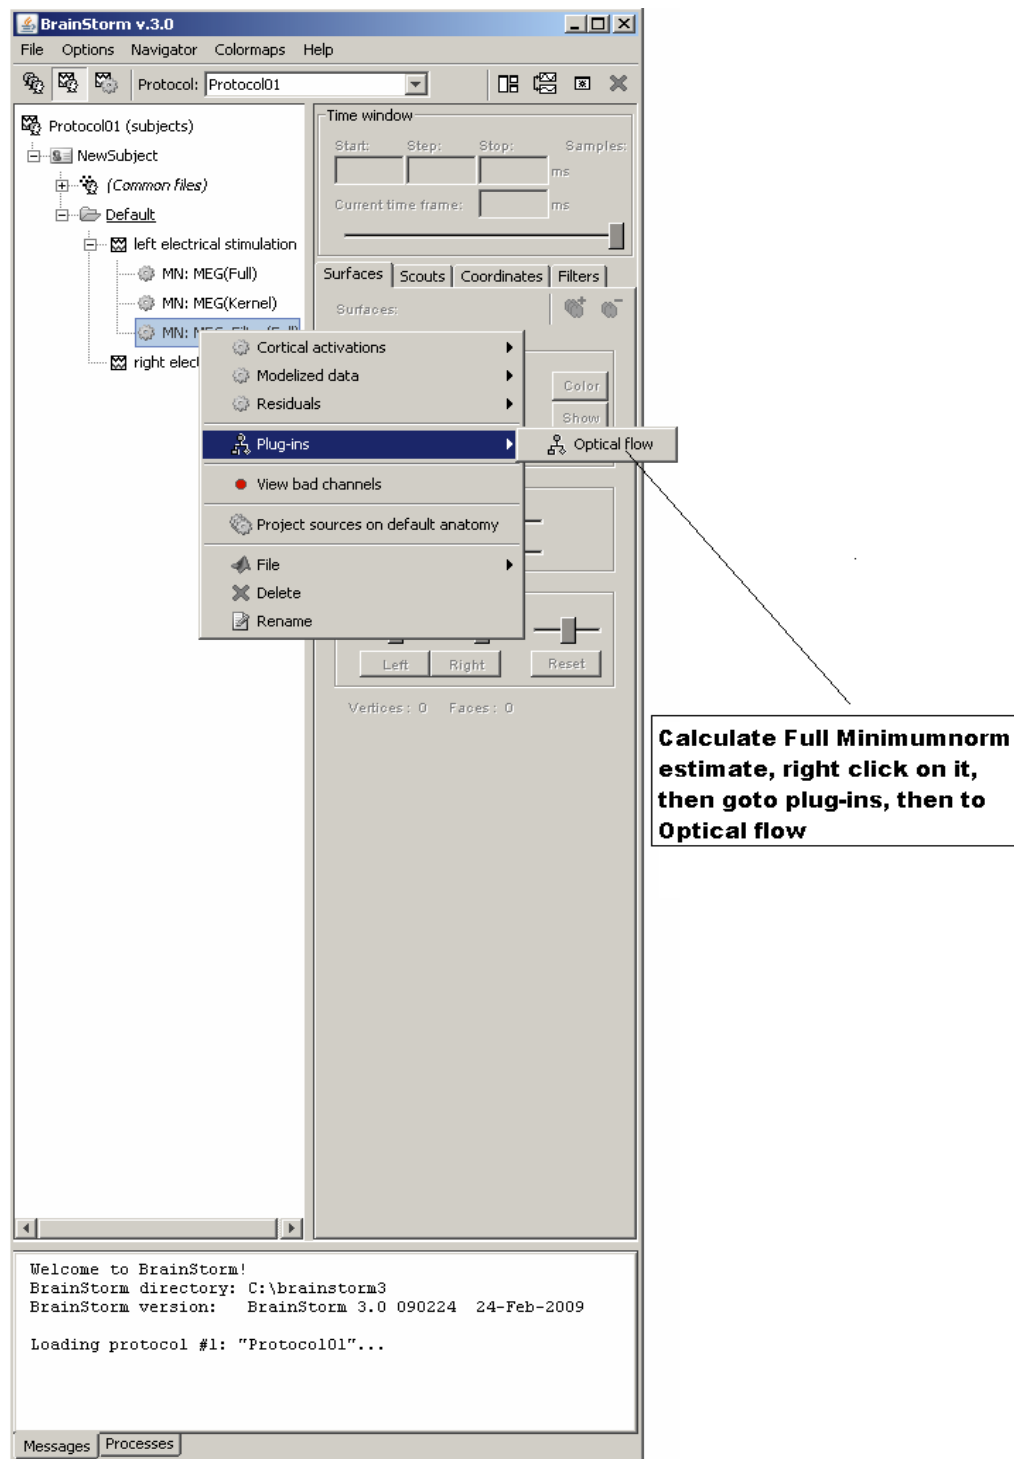 BrainStorm v.3.0
File Options Navigator Colormaps Help
Protocol: Protocol01
Protocol01 (subjects)
NewSubject
(Common files)
Default
left electrical stimulation
MN: MEG(Full)
MN: MEG(Kernel)
MN:
right elect
Time window
Start: Step: Stop: Samples:
ms
Current time frame: ms
Surfaces Scouts Coordinates Filters
Surfaces:
Color
Show
Cortical activations
Modelized data
Residuals
Plug-ins
Optical flow
View bad channels
Project sources on default anatomy
File
Delete
Rename
Left Right Reset
Vertices : 0 Faces : 0
Calculate Full Minimumnorm
estimate, right click on it,
then goto plug-ins, then to
Optical flow
Welcome to BrainStorm!
BrainStorm directory: C:\brainstorm3
BrainStorm version: BrainStorm 3.0 090224 24-Feb-2009
Loading protocol #1: "Protocol01"...
Messages Processes